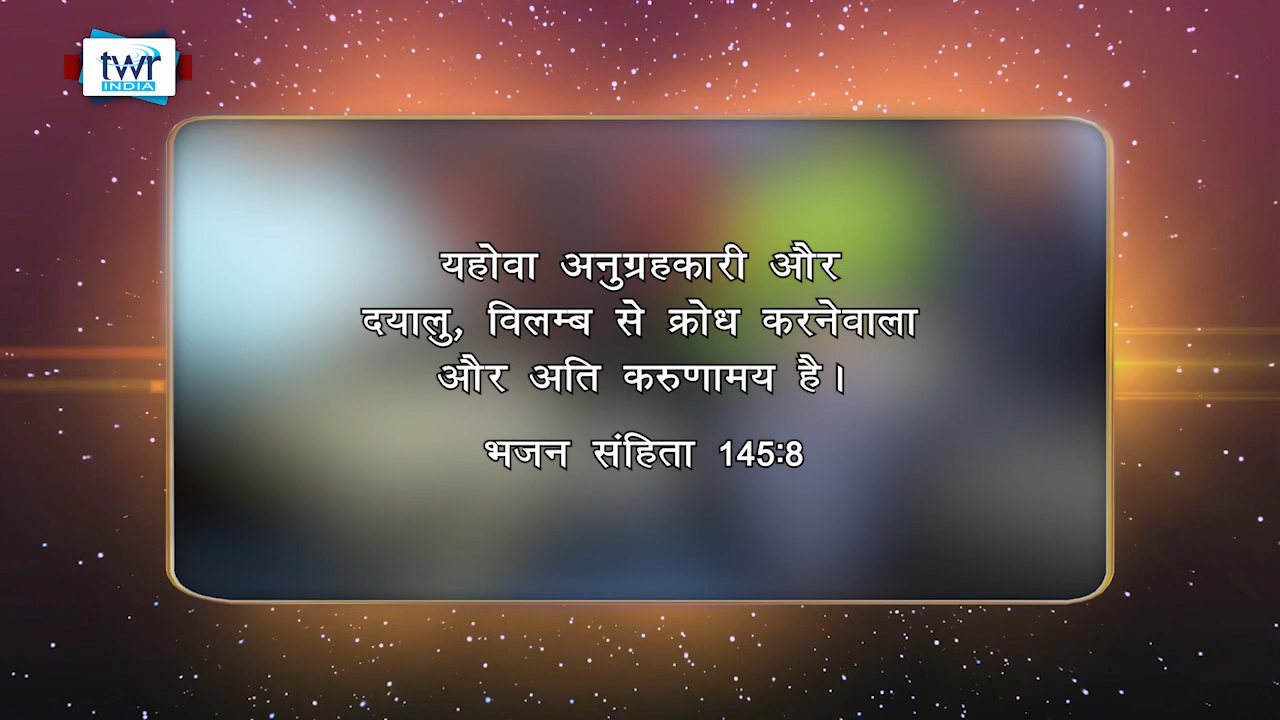 twr
INDIA
यहोवा अनुग्रहकारी और
दयालु, विलम्ब से क्रोध करनेवाला
और अति करुणामय है।
भजन संहिता 145:8